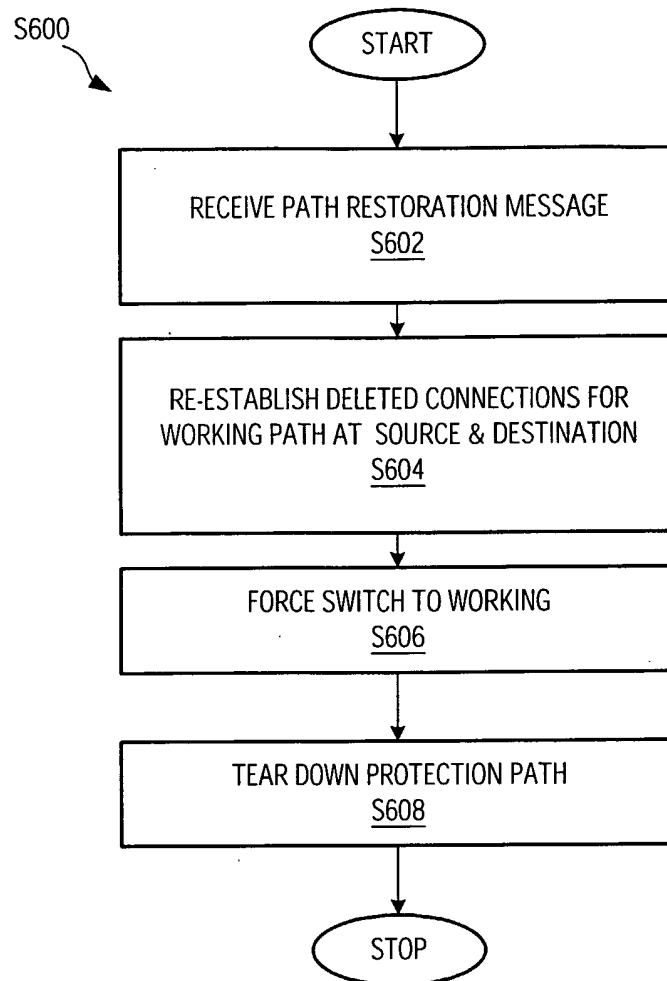 S600
START
RECEIVE PATH RESTORATION MESSAGE
S602
RE-ESTABLISH DELETED CONNECTIONS FOR
WORKING PATH AT SOURCE & DESTINATION
S604
FORCE SWITCH TO WORKING
S606
TEAR DOWN PROTECTION PATH
S608
STOP